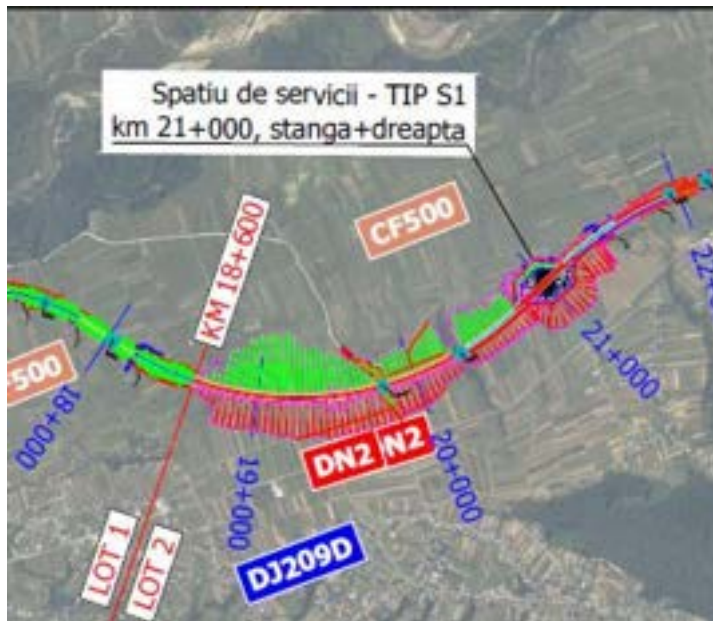 Spatiu de servicii - TIP S1
km 21+000, stanga+dreapta
CF500
KM 18+600
500
18+000
19+000
20+000
21+000
DN2
N2
DJ209D
LOT 1
LOT 2